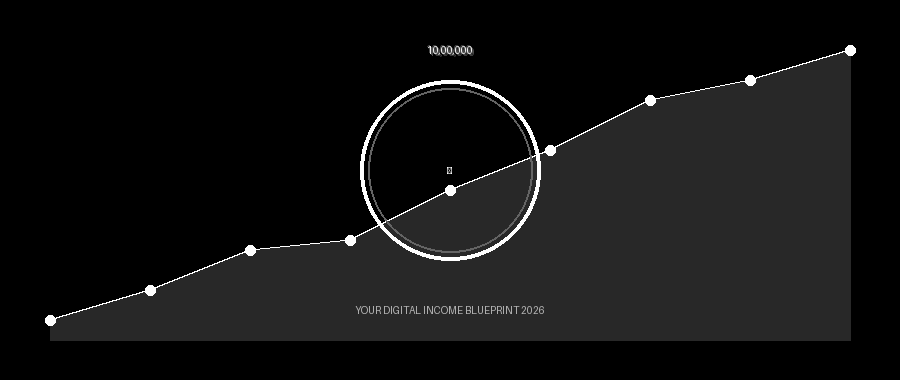 10,00,000
YOUR DIGITAL INCOME BLUEPRINT 2026